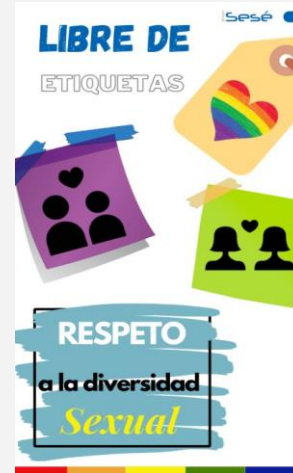 sesé
LIBRE DE
ETIQUETAS
RESPETO
a la diversidad
Sexual